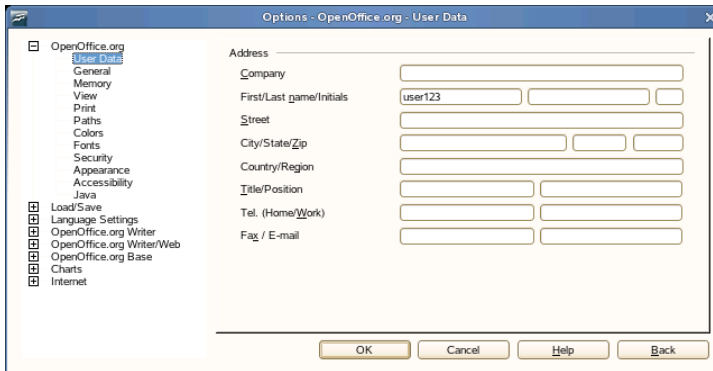 Options - OpenOffice.org - User Data
OpenOffice.org
User Data
General
Memory
View
Print
Paths
Colors
Fonts
Security
Appearance
Accessibility
Java
Load/Save
Language Settings
OpenOffice.org Writer
OpenOffice.org Writer/Web
OpenOffice.org Base
Charts
Internet
Address
Company
First/Last name/Initials user123
Street
City/State/Zip
Country/Region
Title/Position
Tel. (Home/Work)
Fax / E-mail
OK Cancel Help Back